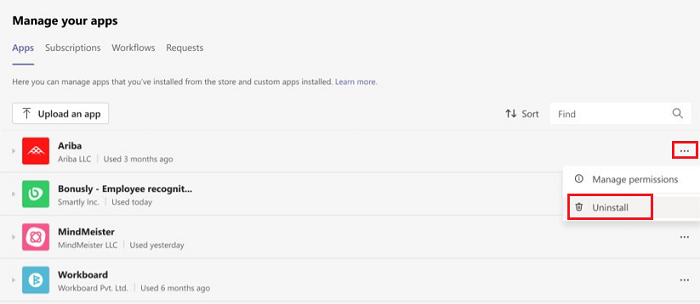 Manage your apps
Apps Subscriptions Workflows Requests
Here you can manage apps that you've installed from the store and custom apps installed. Learn more.
Upload an app Sort Find
Ariba
Ariba LLC | Used 3 months ago
Manage permissions
Bonusly - Employee recognit...
Smartly Inc. | Used today
Uninstall
MindMeister
MindMeister LLC | Used yesterday
Workboard
Workboard Pvt. Ltd. | Used 6 months ago